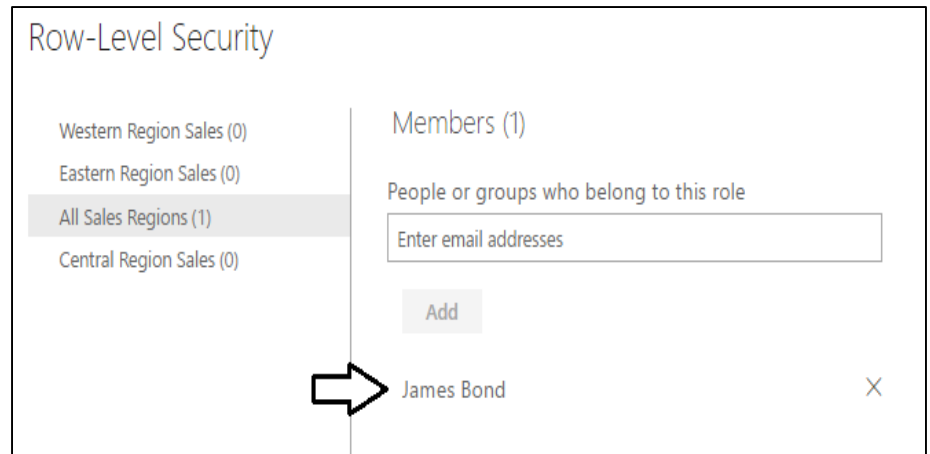 Row-Level Security
Western Region Sales (0)
Eastern Region Sales (0)
All Sales Regions (1)
Central Region Sales (0)
Members (1)
People or groups who belong to this role
Enter email addresses
Add
James Bond